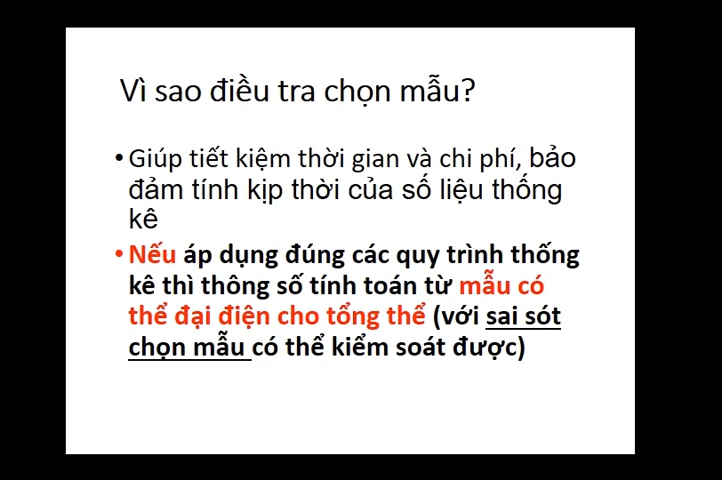 Vì sao điều tra chọn mẫu?
• Giúp tiết kiệm thời gian và chi phí, bảo
đảm tính kịp thời của số liệu thống
kê
• Nếu áp dụng đúng các quy trình thống
kê thì thông số tính toán từ mẫu có
thể đại điện cho tổng thể (với sai sót
chọn mẫu có thể kiểm soát được)